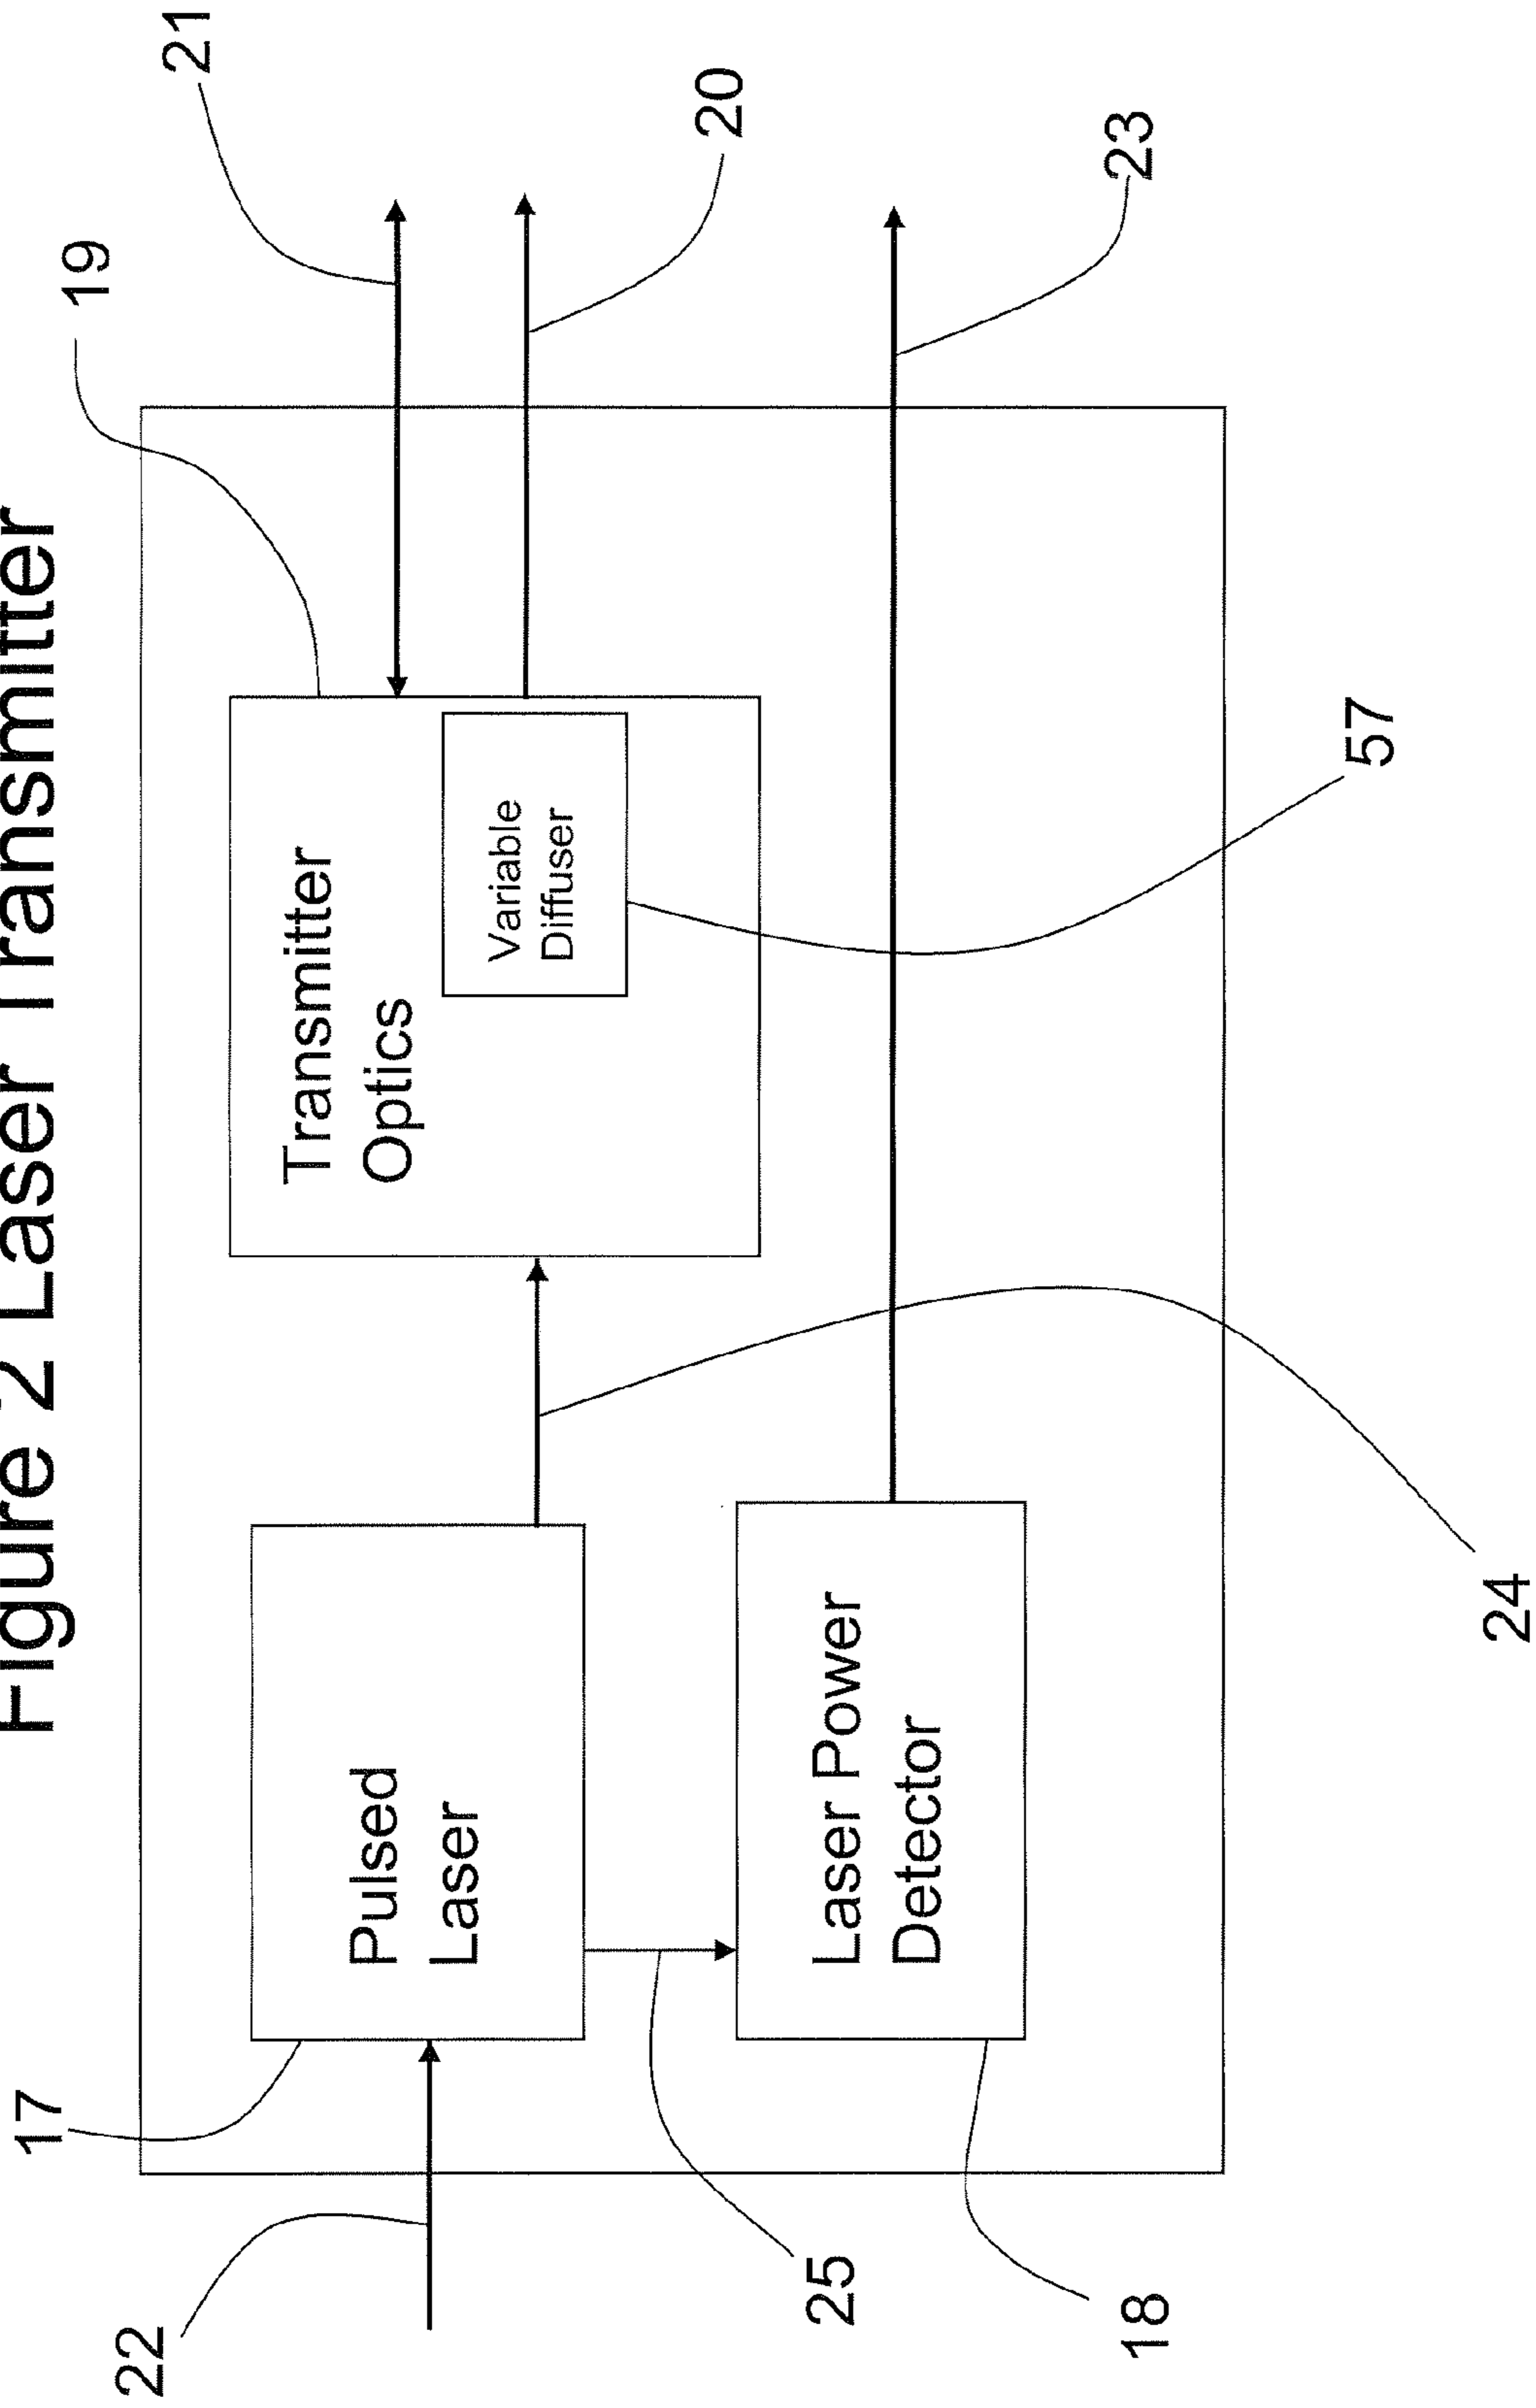 Figure 2 Laser Transmitter
21
19
20
23
17
22
Pulsed
Laser
Transmitter
Optics
Variable
Diffuser
Laser Power
Detector
25
18
24
57